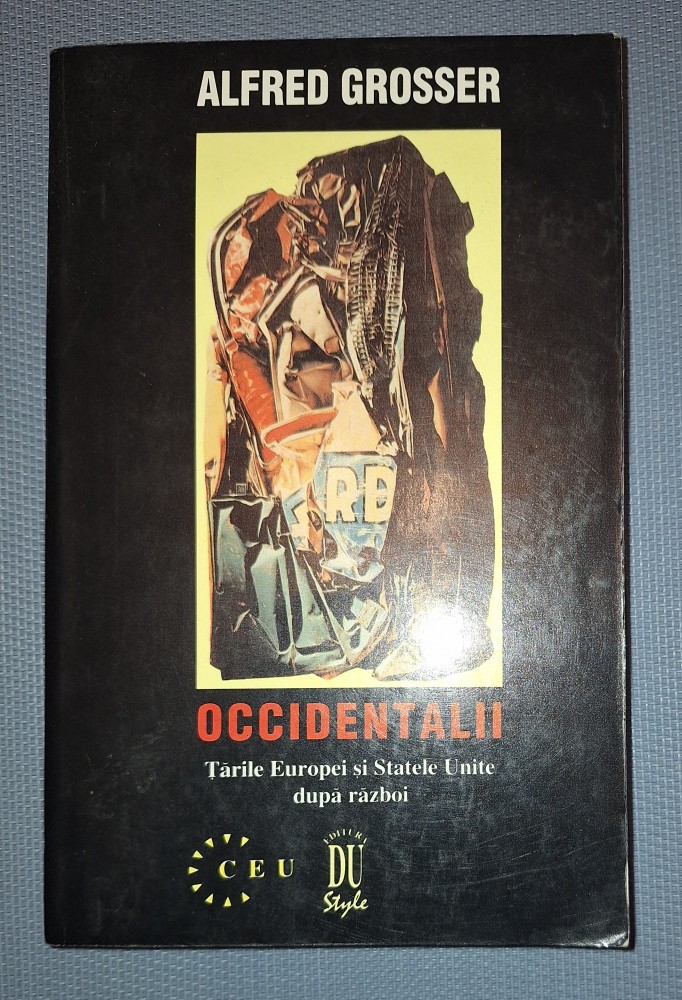 ALFRED GROSSER
RD
OCCIDENTALII
Țările Europei și Statele Unite
după război
CEU
EDITURA
DU
Style